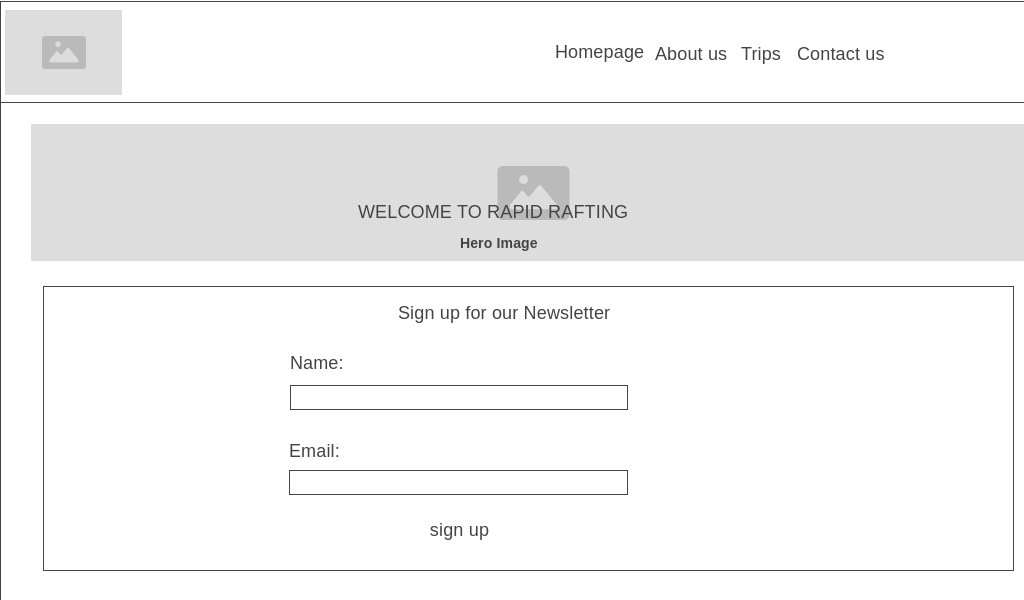 Homepage About us Trips Contact us
WELCOME TO RAPID RAFTING
Hero Image
Sign up for our Newsletter
Name:
Email:
sign up